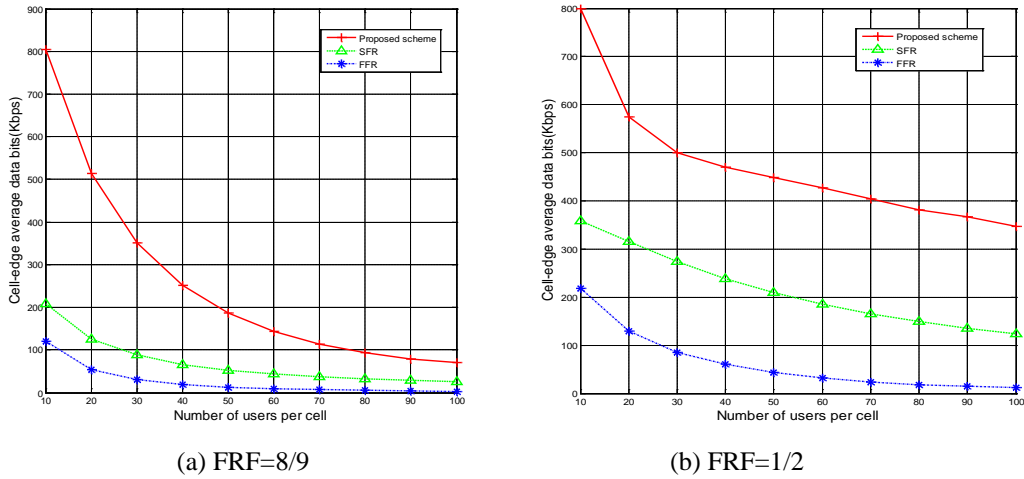 900
800
700
600
500
400
300
200
100
0
10 20 30 40 50 60 70 80 90 100
Number of users per cell
Cell-edge average data bits(Kbps)
Proposed scheme
SFR
FFR
(a) FRF=8/9
800
700
600
500
400
300
200
100
0
10 20 30 40 50 60 70 80 90 100
Number of users per cell
Cell-edge average data bits(Kbps)
Proposed scheme
SFR
FFR
(b) FRF=1/2